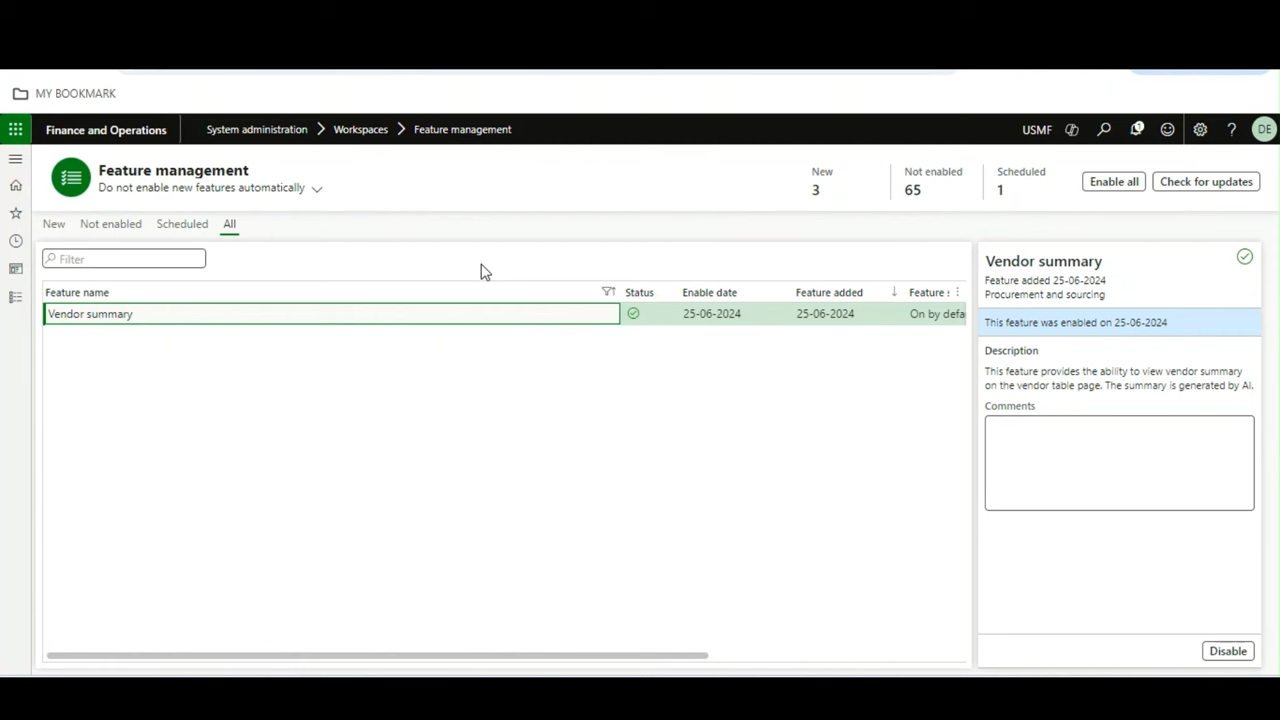 MY BOOKMARK
Finance and Operations
System administration
Workspaces
Feature management
USMF
?
DE
Feature management
Do not enable new features automatically
New
3
Not enabled
65
Scheduled
1
Enable all
Check for updates
New
Not enabled
Scheduled
All
Filter
Feature name
Status
Enable date
Feature added
Feature s
Vendor summary
25-06-2024
25-06-2024
On by defa
Vendor summary
Feature added 25-06-2024
Procurement and sourcing
This feature was enabled on 25-06-2024
Description
This feature provides the ability to view vendor summary
on the vendor table page. The summary is generated by AI.
Comments
Disable